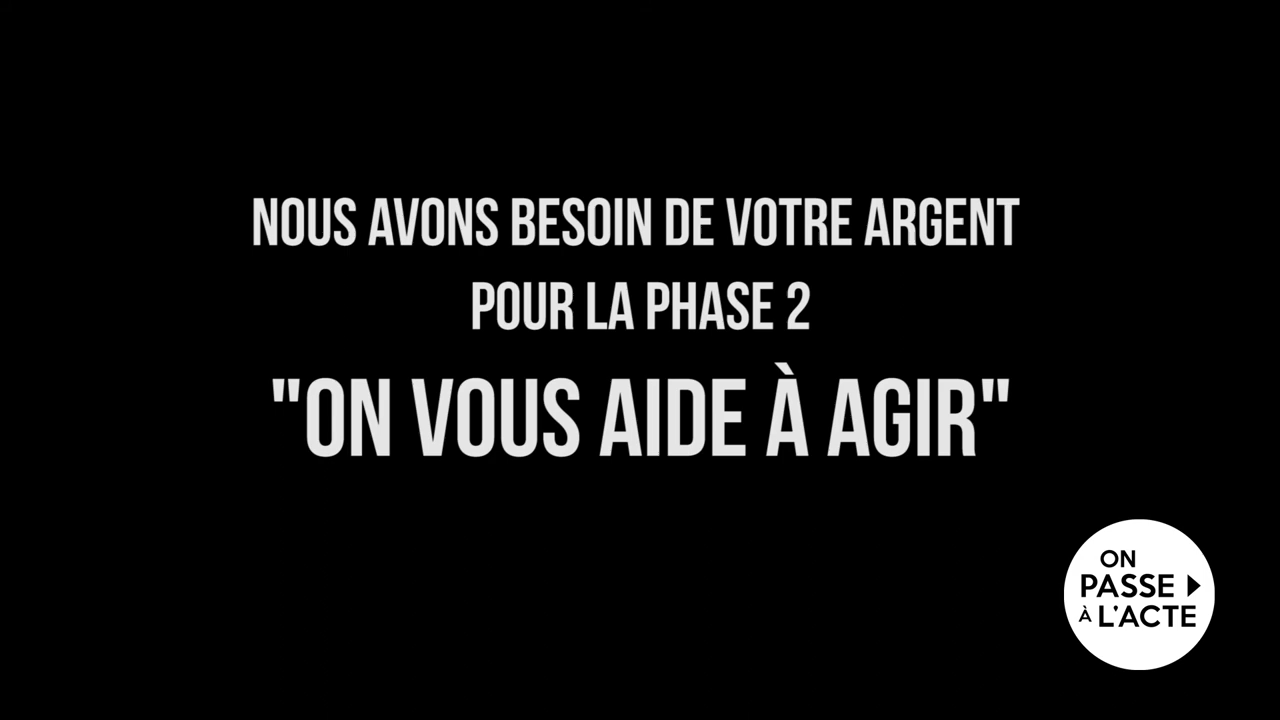 NOUS AVONS BESOIN DE VOTRE ARGENT
POUR LA PHASE 2
"ON VOUS AIDE À AGIR"
ON
PASSE
À L'ACTE